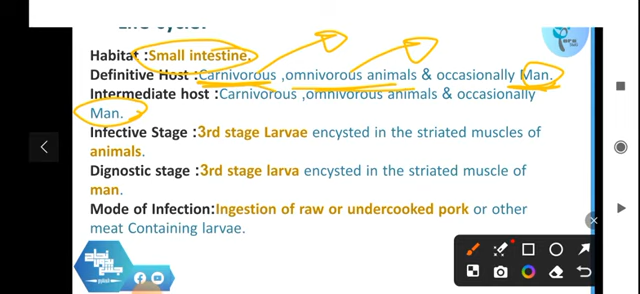 Life cycle:
Habitat :Small intestine.
Definitive Host :Carnivorous ,omnivorous animals & occasionally Man.
Intermediate host :Carnivorous ,omnivorous animals & occasionally
Man.
Infective Stage :3rd stage Larvae encysted in the striated muscles of
animals.
Dignostic stage :3rd stage larva encysted in the striated muscle of
man.
Mode of Infection:Ingestion of raw or undercooked pork or other
meat Containing larvae.